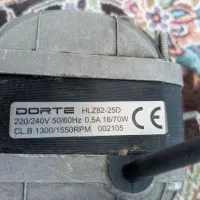 DORTE HLZ82-25D
220/240V 50/60Hz 0,5A 16/70W
CL.B 1300/1550RPM 002105
CE